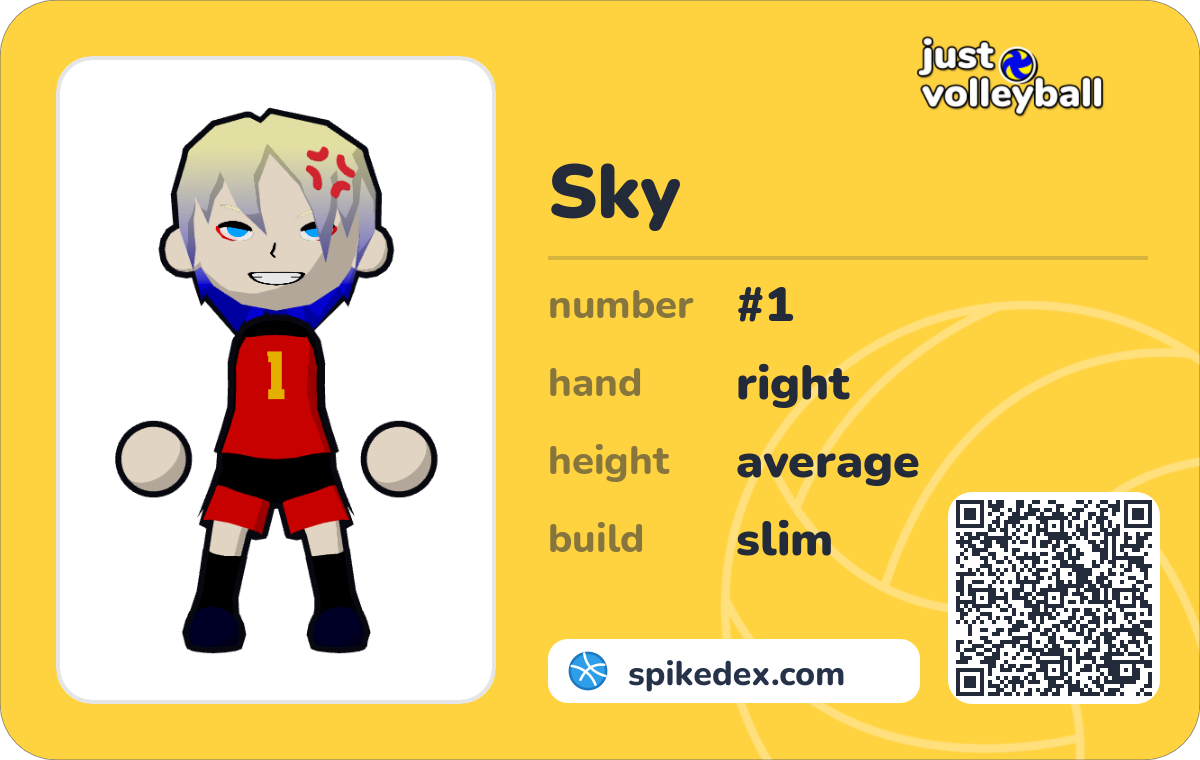 just
volleyball
Sky
number #1
hand right
height average
build slim
1
spikedex.com